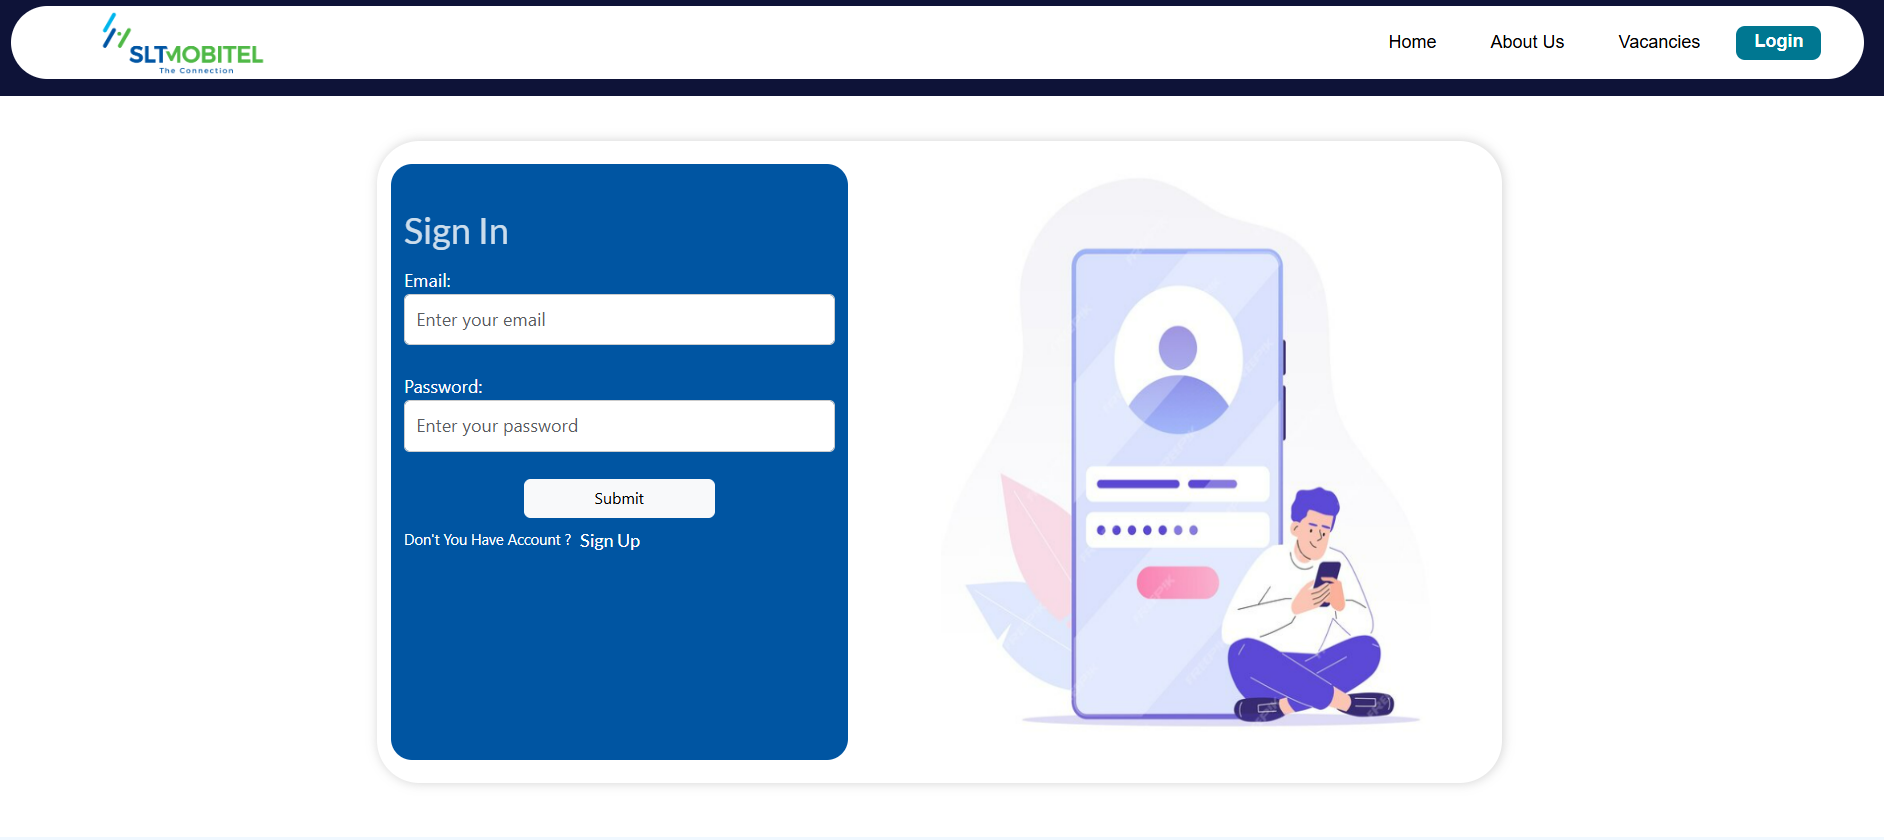 SLTMOBITEL
The Connection
Home About Us Vacancies Login
Sign In
Email:
Enter your email
Password:
Enter your password
Submit
Don't You Have Account ? Sign Up